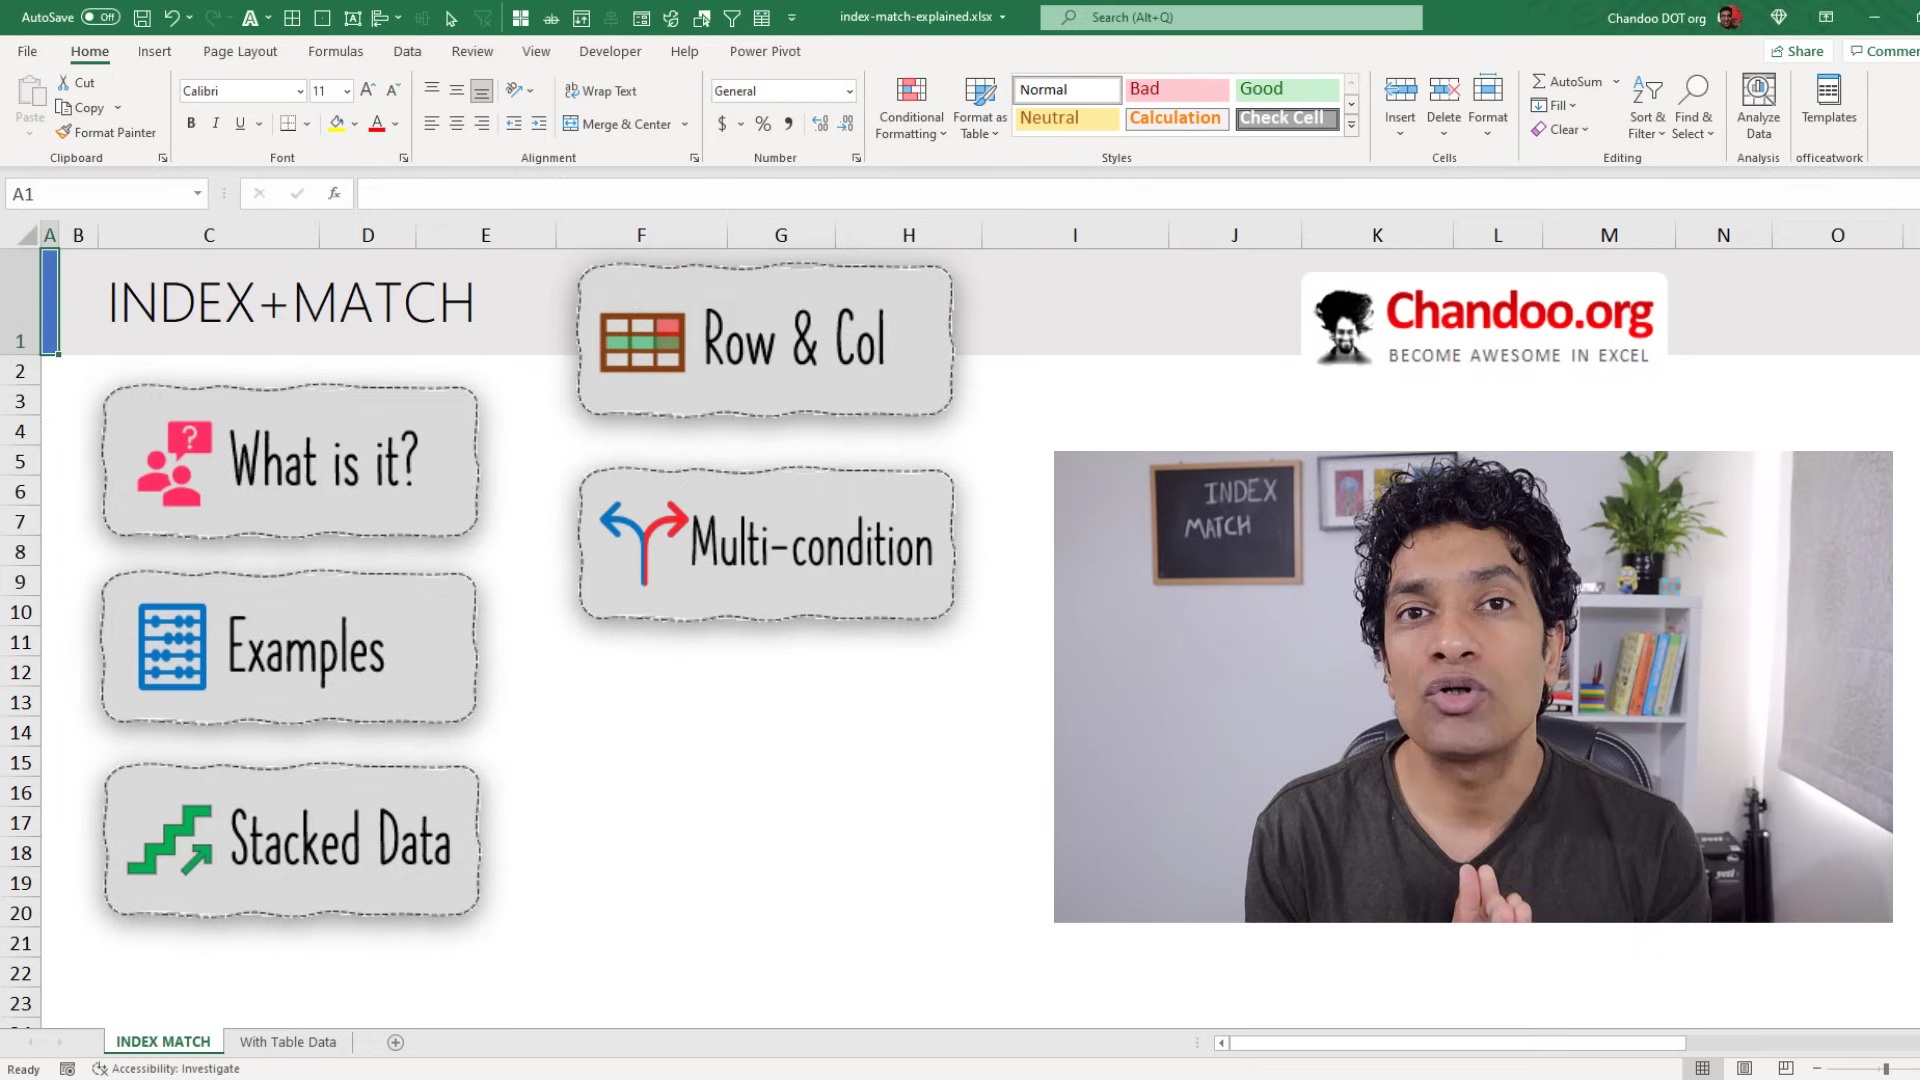 AutoSave Off index-match-explained.xlsx Search (Alt+Q) Chandoo DOT org
File Home Insert Page Layout Formulas Data Review View Developer Help Power Pivot Share Commer
Paste
Cut
Copy
Format Painter
Clipboard
Calibri 11
B I U
Font
Wrap Text
Merge & Center
Alignment
General
$ % 
Number
Conditional Formatting
Format as Table
Normal Bad Good
Neutral Calculation Check Cell
Styles
Insert Delete Format
Cells
AutoSum
Fill
Clear
Sort & Filter
Find & Select
Editing
Analyze Data
Analysis
Templates
officeatwork
A1 fx
A B C D E F G H I J K L M N O
1
2
3
4
5
6
7
8
9
10
11
12
13
14
15
16
17
18
19
20
21
22
23
INDEX+MATCH
What is it?
Examples
Stacked Data
Row & Col
Multi-condition
Chandoo.org
BECOME AWESOME IN EXCEL
INDEX
MATCH
INDEX MATCH With Table Data
Ready Accessibility: Investigate